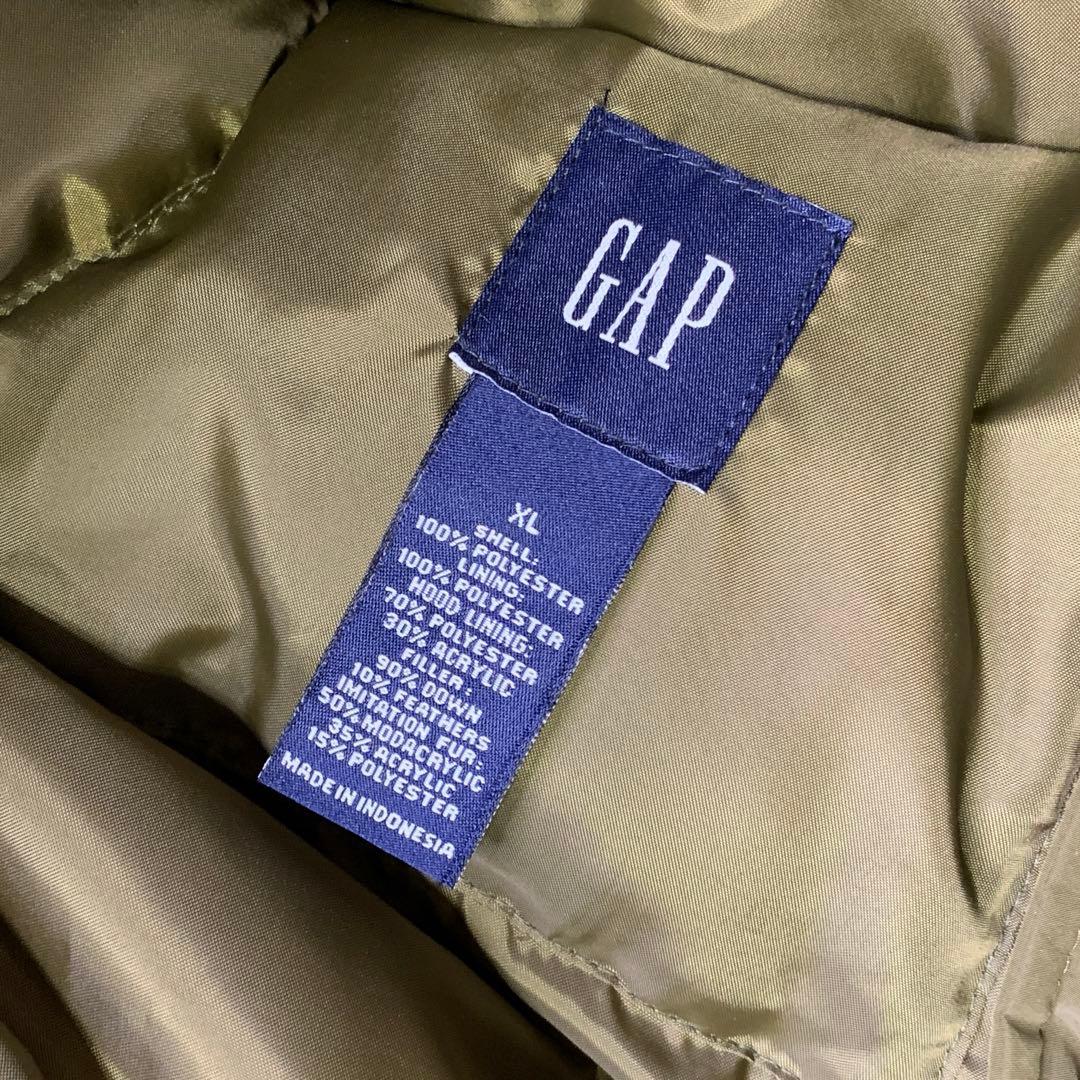 GAP
XL
SHELL:
100% POLYESTER
LINING:
100% POLYESTER
HOOD LINING:
70% POLYESTER
30% ACRYLIC
FILLER:
90% DOWN
10% FEATHERS
IMITATION FUR:
50% MODACRYLIC
35% ACRYLIC
15% POLYESTER
MADE IN INDONESIA